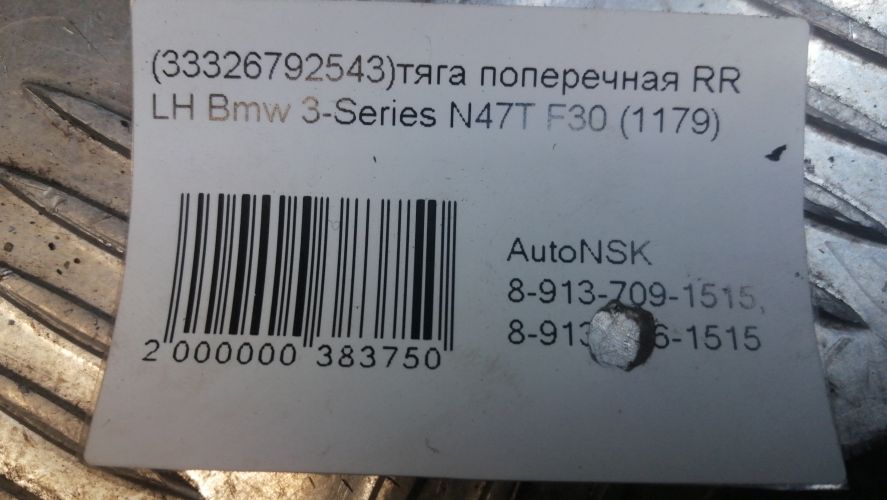 (33326792543)тяга поперечная RR
LH Bmw 3-Series N47T F30 (1179)
AutoNSK
8-913-709-1515,
2 000000 383750